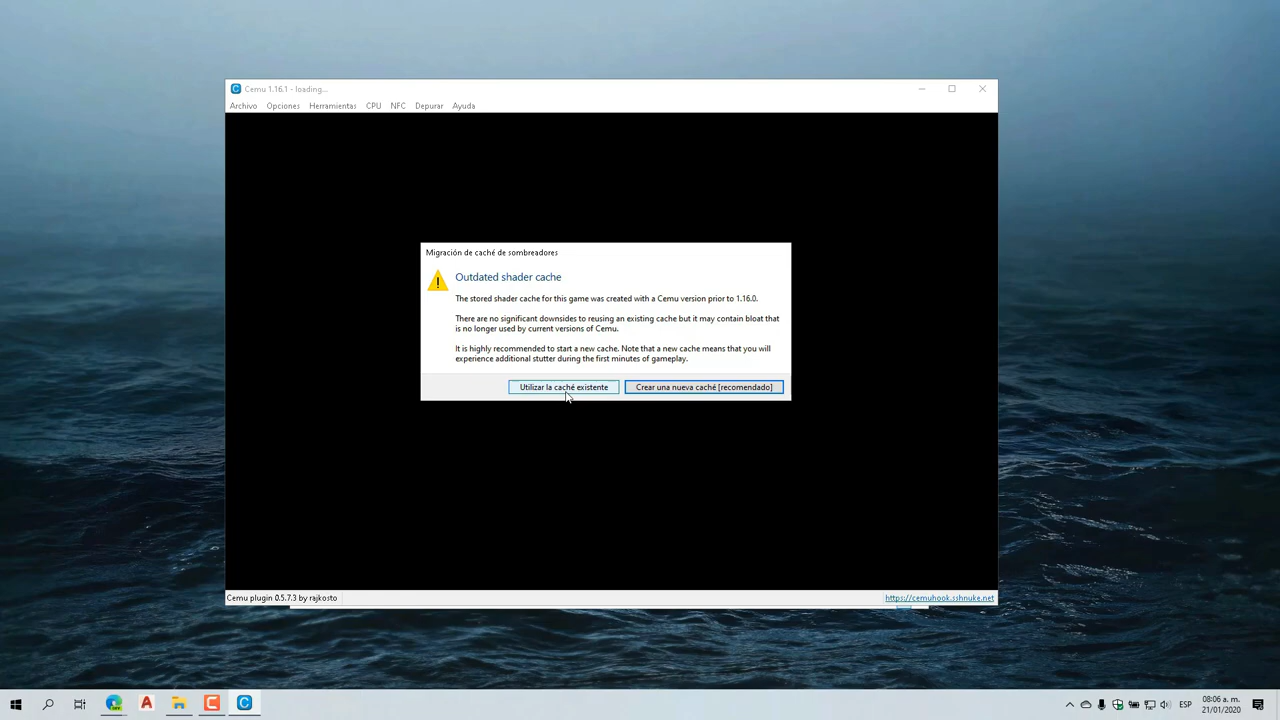 Cemu 1.16.1 - loading...
Archivo Opciones Herramientas CPU NFC Depurar Ayuda
Migración de caché de sombreadores
Outdated shader cache
The stored shader cache for this game was created with a Cemu version prior to 1.16.0.
There are no significant downsides to reusing an existing cache but it may contain bloat that
is no longer used by current versions of Cemu.
It is highly recommended to start a new cache. Note that a new cache means that you will
experience additional stutter during the first minutes of gameplay.
Utilizar la caché existente Crear una nueva caché [recomendado]
Cemu plugin 0.5.7.3 by rajkosto https://cemuhook.sshnuke.net
ESP
08:06 a. m.
21/01/2020